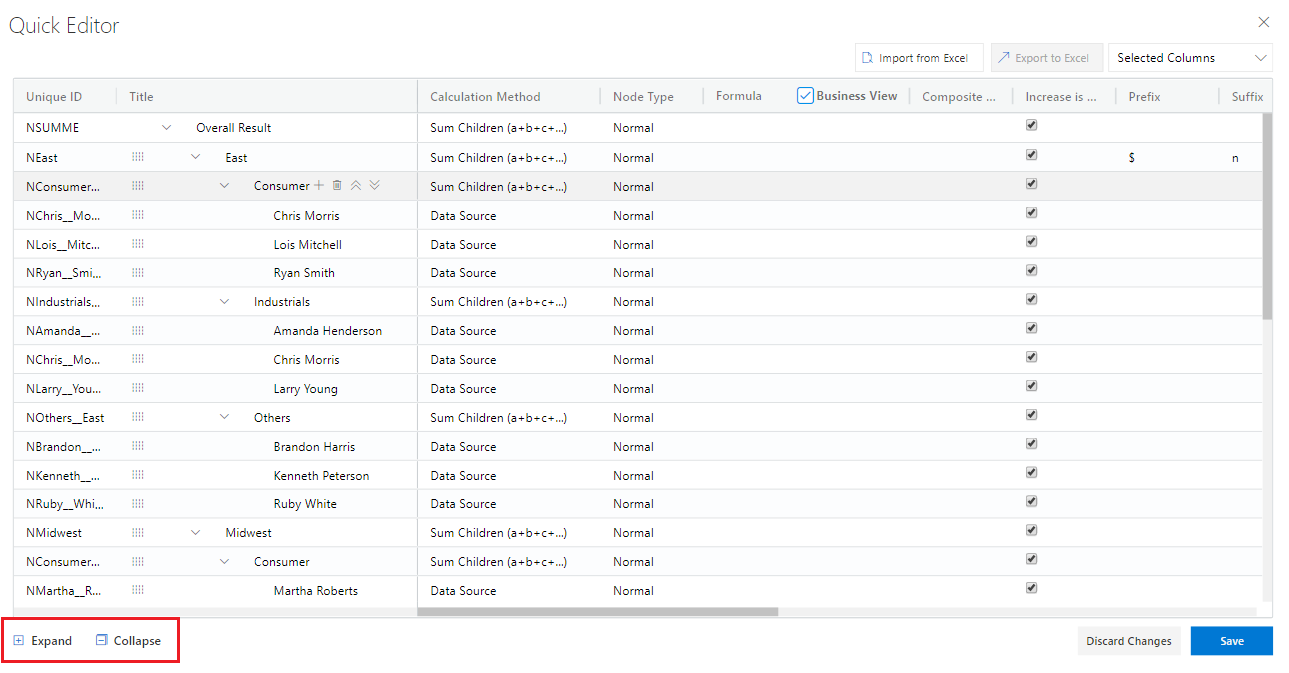 Quick Editor
Import from Excel Export to Excel Selected Columns
Unique ID Title Calculation Method Node Type Formula Business View Composite ... Increase is ... Prefix Suffix
NSUMME Overall Result Sum Children (a+b+c+...) Normal
NEast East Sum Children (a+b+c+...) Normal $ n
NConsumer... Consumer Sum Children (a+b+c+...) Normal
NChris__Mo... Chris Morris Data Source Normal
NLois__Mitc... Lois Mitchell Data Source Normal
NRyan__Smi... Ryan Smith Data Source Normal
NIndustrials... Industrials Sum Children (a+b+c+...) Normal
NAmanda__... Amanda Henderson Data Source Normal
NChris__Mo... Chris Morris Data Source Normal
NLarry__You... Larry Young Data Source Normal
NOthers__East Others Sum Children (a+b+c+...) Normal
NBrandon__... Brandon Harris Data Source Normal
NKenneth__... Kenneth Peterson Data Source Normal
NRuby__Whi... Ruby White Data Source Normal
NMidwest Midwest Sum Children (a+b+c+...) Normal
NConsumer... Consumer Sum Children (a+b+c+...) Normal
NMartha__R... Martha Roberts Data Source Normal
Expand Collapse Discard Changes Save